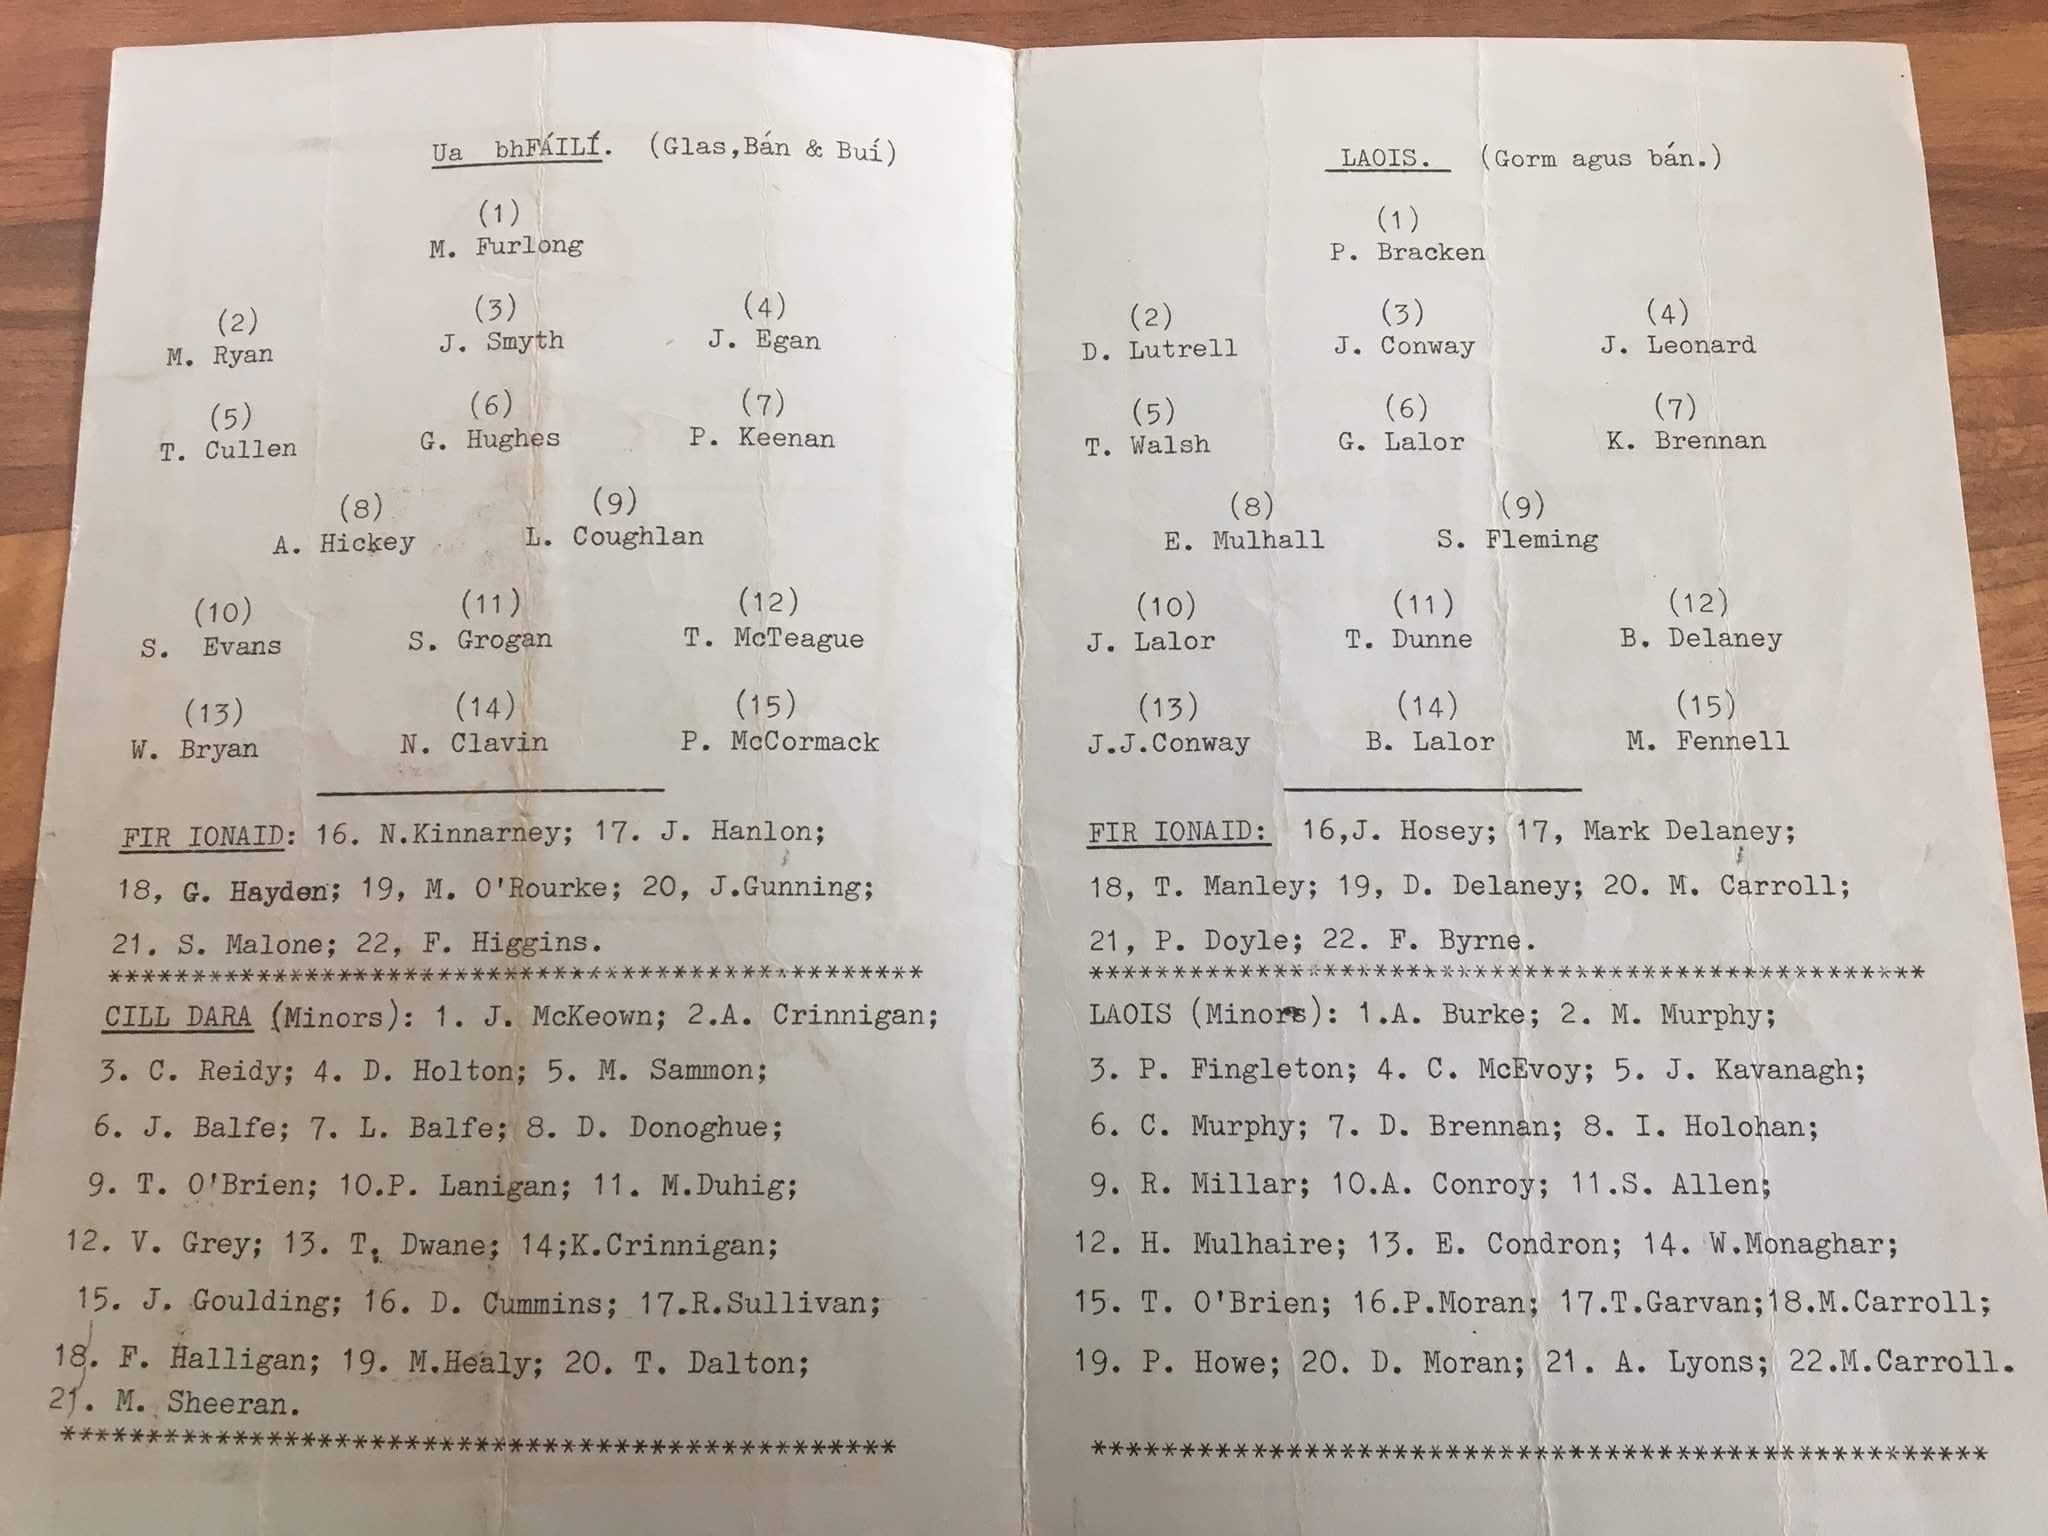 Ua bhFÁILÍ. (Glas,Bán & Buí)
(1)
M. Furlong
(2) (3) (4)
M. Ryan J. Smyth J. Egan
(5) (6) (7)
T. Cullen G. Hughes P. Keenan
(8) (9)
A. Hickey L. Coughlan
(10) (11) (12)
S. Evans S. Grogan T. McTeague
(13) (14) (15)
W. Bryan N. Clavin P. McCormack
FIR IONAID: 16. N.Kinnarney; 17. J. Hanlon;
18, G. Hayden; 19, M. O'Rourke; 20, J.Gunning;
21. S. Malone; 22, F. Higgins.
**************************************************
CILL DARA (Minors): 1. J. McKeown; 2.A. Crinnigan;
3. C. Reidy; 4. D. Holton; 5. M. Sammon;
6. J. Balfe; 7. L. Balfe; 8. D. Donoghue;
9. T. O'Brien; 10.P. Lanigan; 11. M.Duhig;
12. V. Grey; 13. T. Dwane; 14;K.Crinnigan;
15. J. Goulding; 16. D. Cummins; 17.R.Sullivan;
18. F. Halligan; 19. M.Healy; 20. T. Dalton;
21. M. Sheeran.
**************************************************
LAOIS. (Gorm agus bán.)
(1)
P. Bracken
(2) (3) (4)
D. Lutrell J. Conway J. Leonard
(5) (6) (7)
T. Walsh G. Lalor K. Brennan
(8) (9)
E. Mulhall S. Fleming
(10) (11) (12)
J. Lalor T. Dunne B. Delaney
(13) (14) (15)
J.J.Conway B. Lalor M. Fennell
FIR IONAID: 16,J. Hosey; 17, Mark Delaney;
18, T. Manley; 19, D. Delaney; 20. M. Carroll;
21, P. Doyle; 22. F. Byrne.
**************************************************
LAOIS (Minors): 1.A. Burke; 2. M. Murphy;
3. P. Fingleton; 4. C. McEvoy; 5. J. Kavanagh;
6. C. Murphy; 7. D. Brennan; 8. I. Holohan;
9. R. Millar; 10.A. Conroy; 11.S. Allen;
12. H. Mulhaire; 13. E. Condron; 14. W.Monaghar;
15. T. O'Brien; 16.P.Moran; 17.T.Garvan;18.M.Carroll;
19. P. Howe; 20. D. Moran; 21. A. Lyons; 22.M.Carroll.
**************************************************